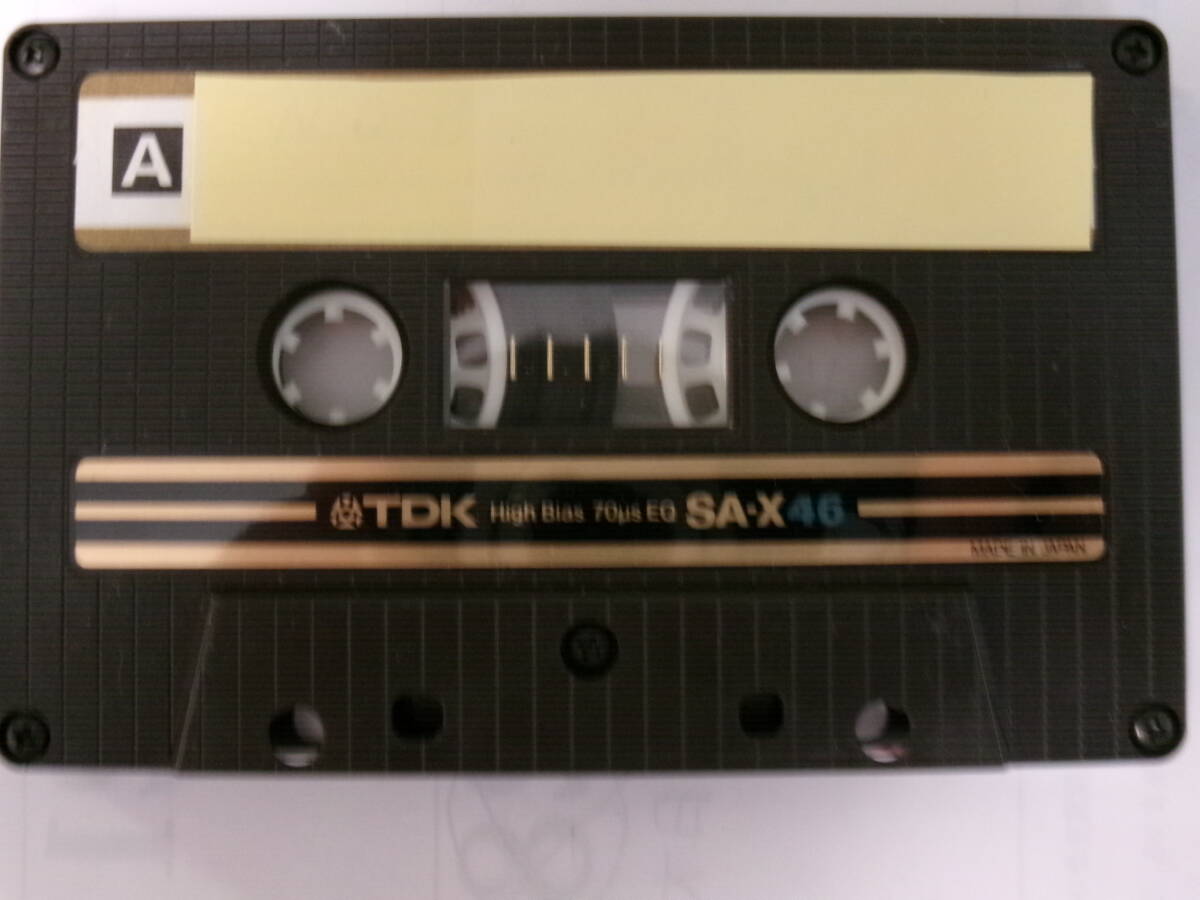 A
TDK High Bias 70μs EQ SA-X46
MADE IN JAPAN